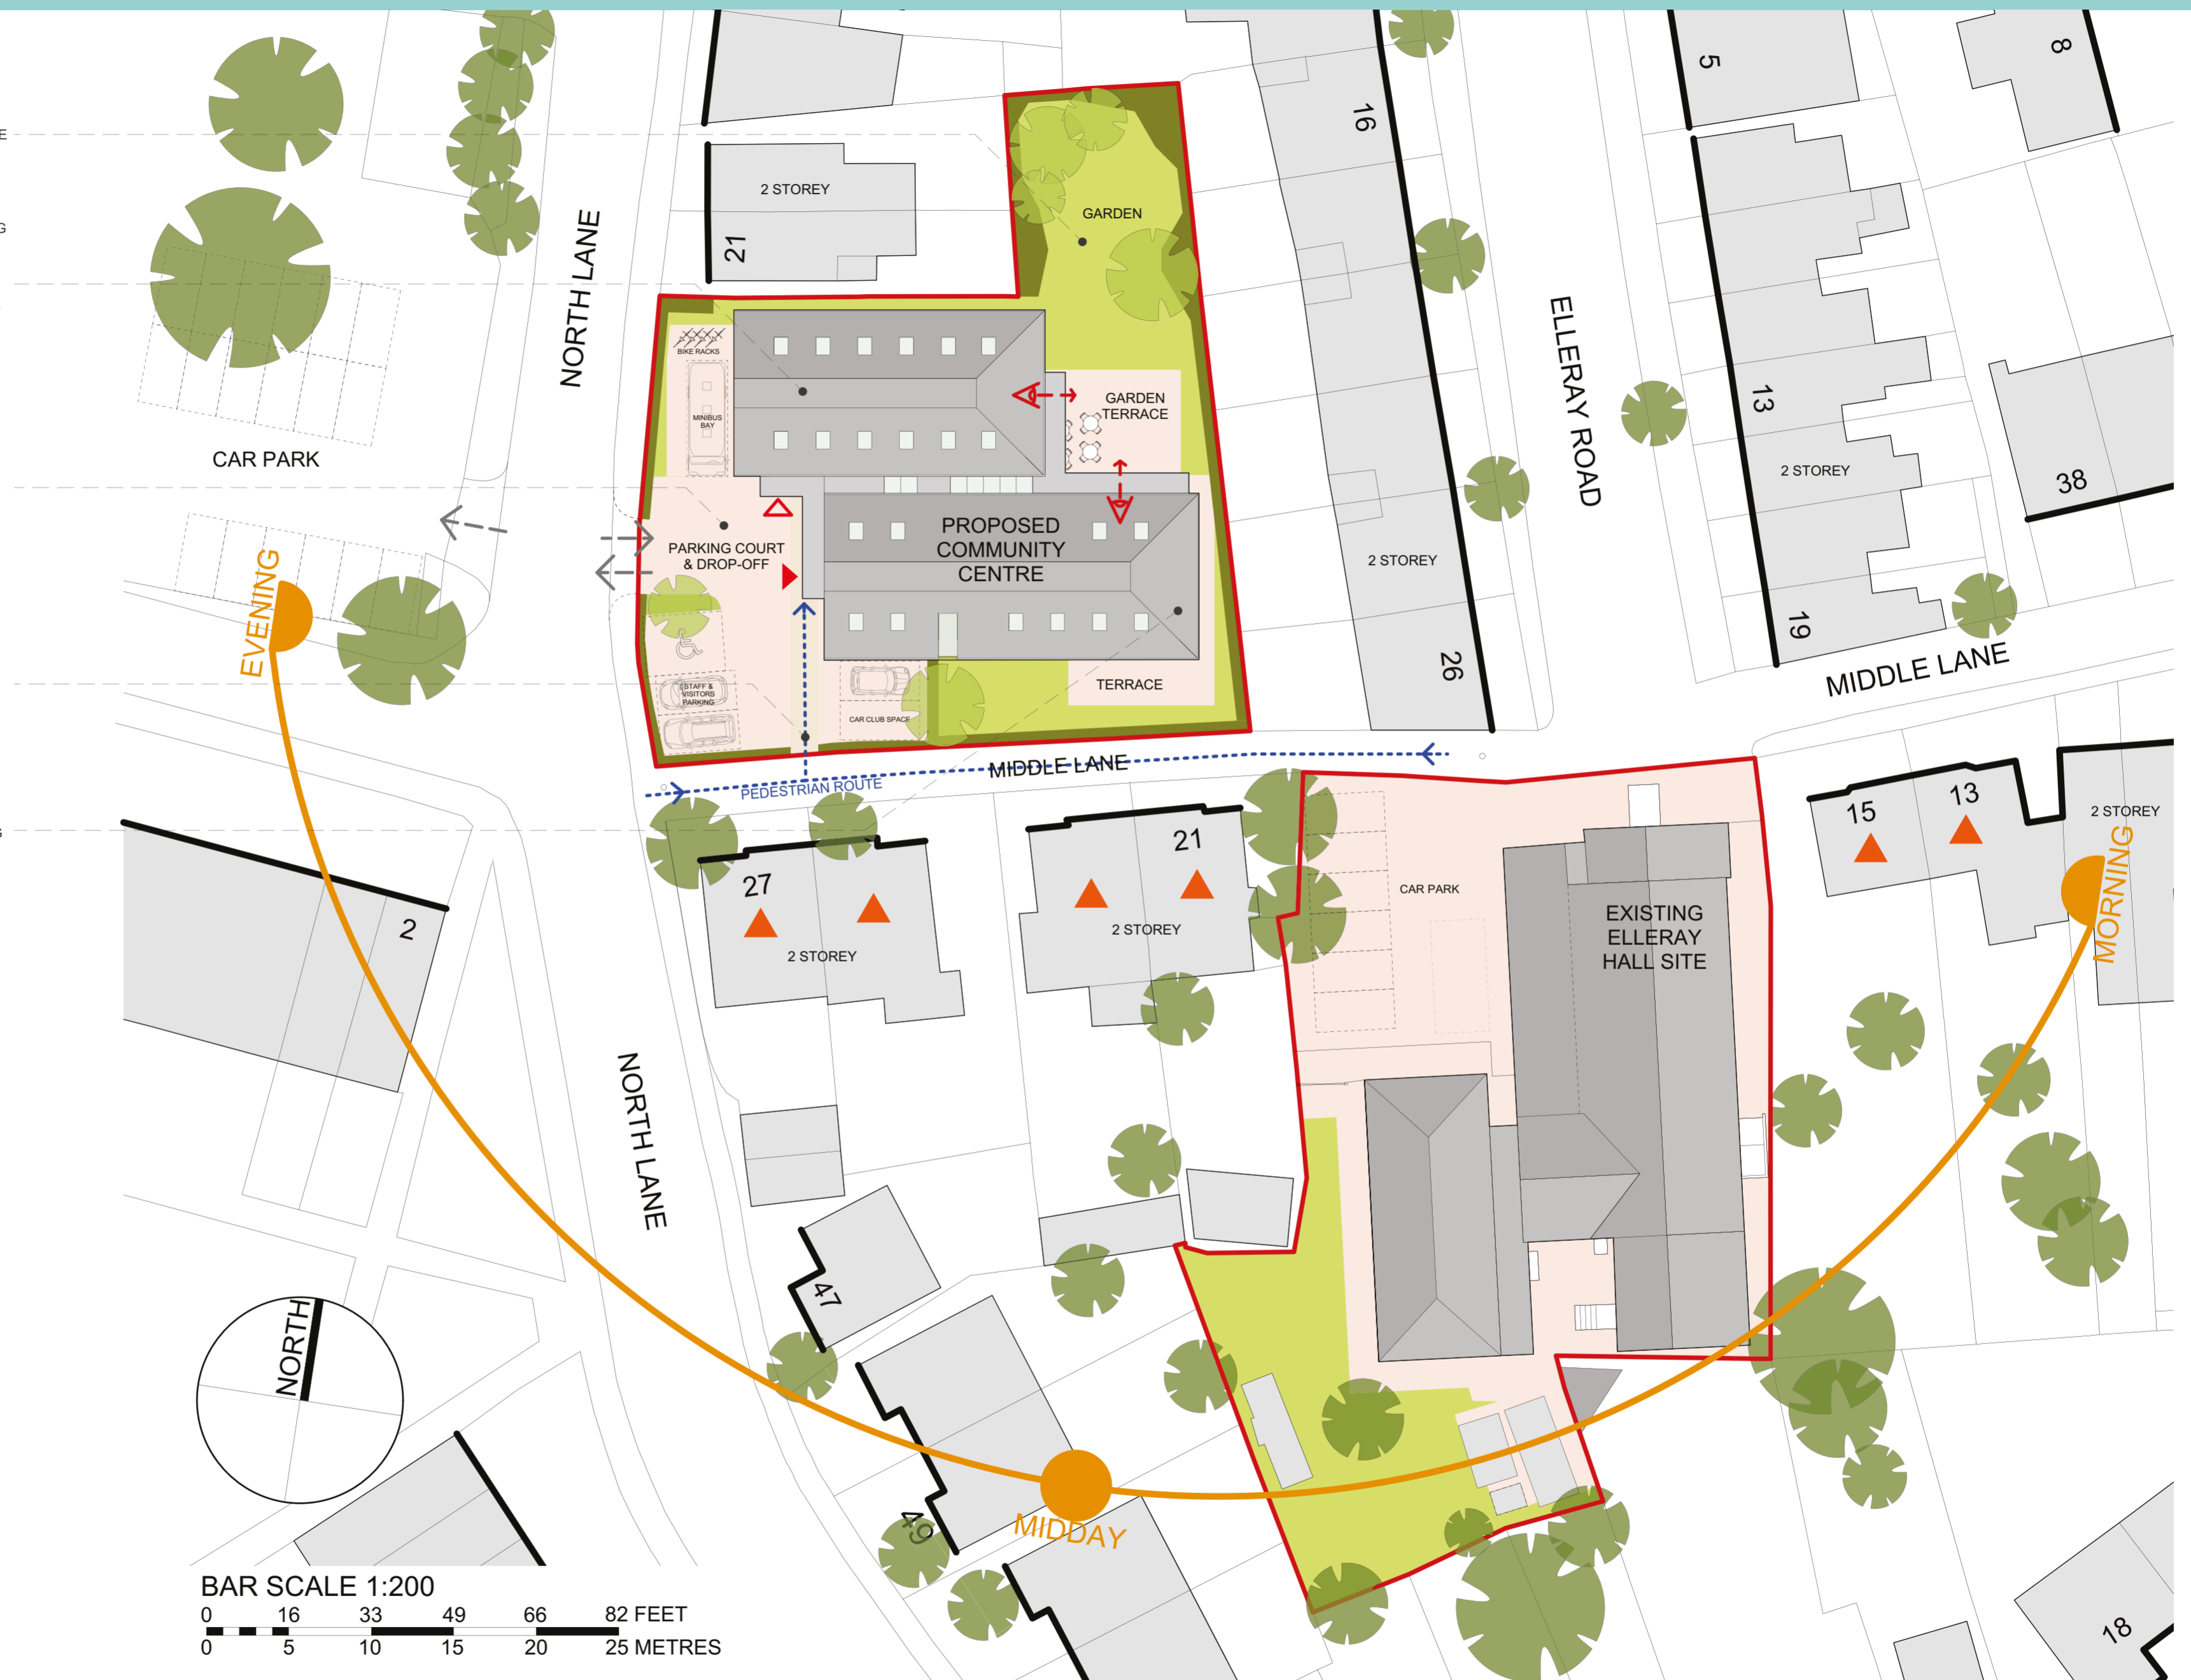 E
G
G
5
8
16
2 STOREY
21
NORTH LANE
GARDEN
ELLERAY ROAD
BIKE RACKS
MINIBUS
BAY
GARDEN
TERRACE
13
2 STOREY
38
CAR PARK
PARKING COURT
& DROP-OFF
PROPOSED
COMMUNITY
CENTRE
2 STOREY
EVENING
19
26
MIDDLE LANE
STAFF &
VISITORS
PARKING
CAR CLUB SPACE
TERRACE
MIDDLE LANE
PEDESTRIAN ROUTE
15
13
2 STOREY
MORNING
2
27
2 STOREY
21
2 STOREY
CAR PARK
EXISTING
ELLERAY
HALL SITE
NORTH LANE
47
NORTH
49
MIDDAY
18
BAR SCALE 1:200
0 16 33 49 66 82 FEET
0 5 10 15 20 25 METRES